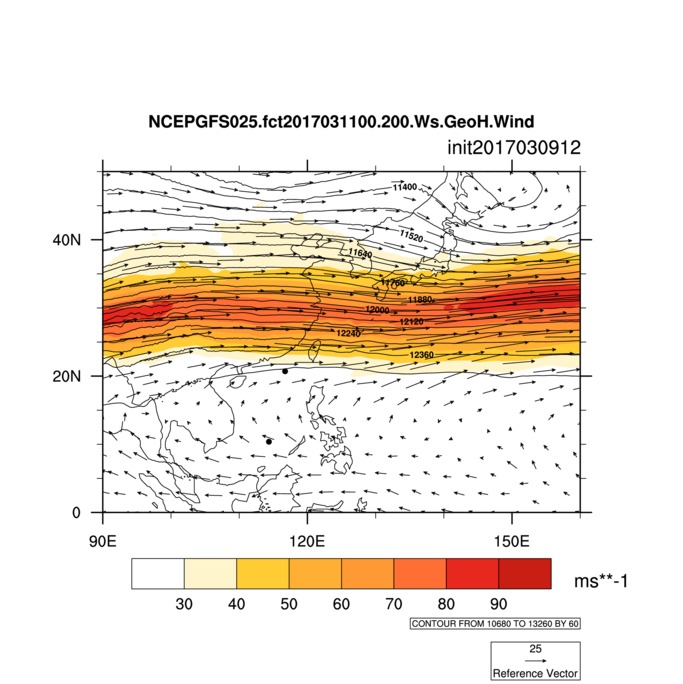 NCEPGFS025.fct2017031100.200.Ws.GeoH.Wind
init2017030912
11400
11520
40N
11640
11760
11880
12000
12120
12240
12360
20N
0
90E 120E 150E
ms**-1
30 40 50 60 70 80 90
CONTOUR FROM 10680 TO 13260 BY 60
25
Reference Vector